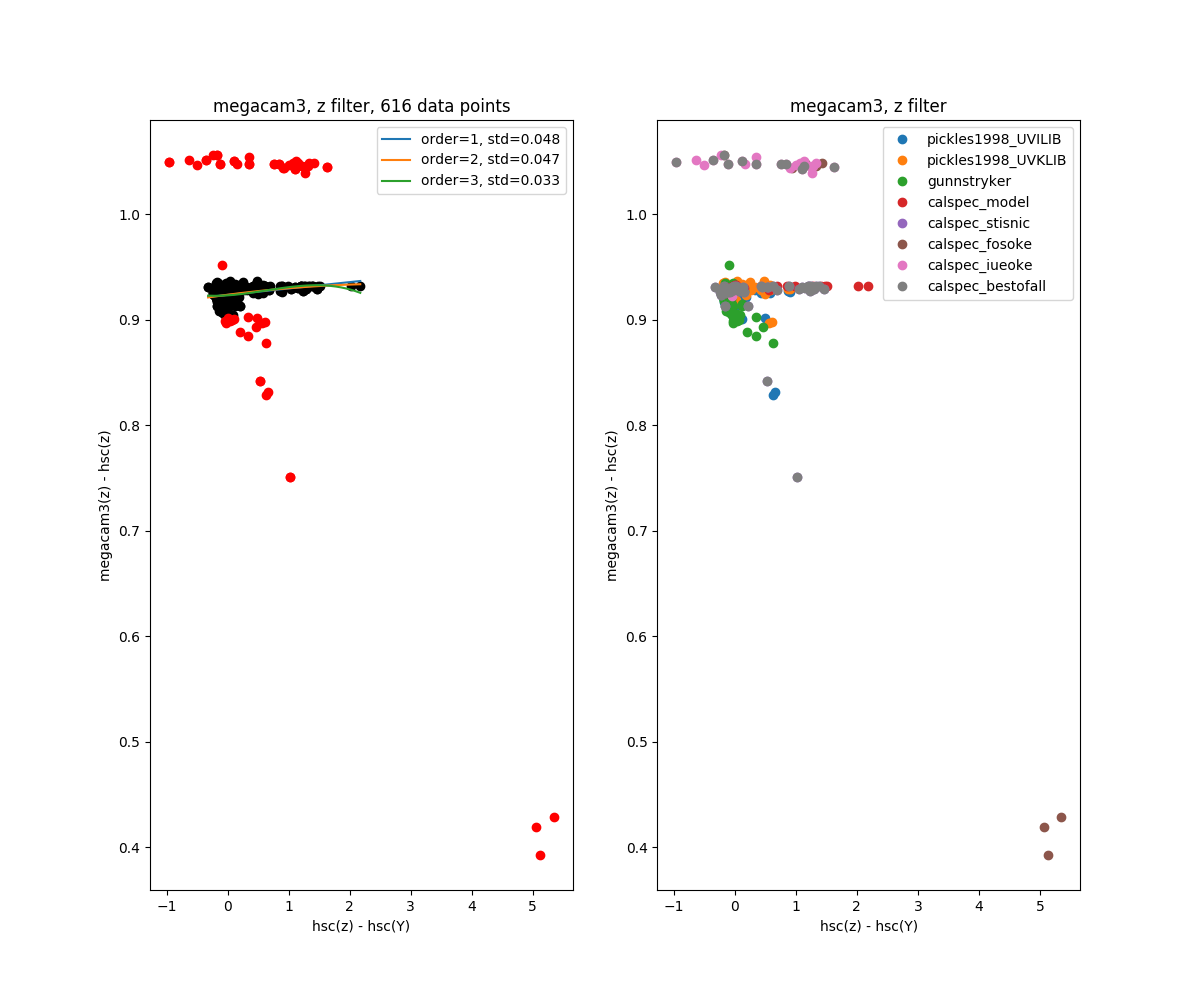 megacam3, z filter, 616 data points
order=1, std=0.048
order=2, std=0.047
order=3, std=0.033
1.0
0.9
0.8
0.7
0.6
0.5
0.4
megacam3(z) - hsc(z)
−1 0 1 2 3 4 5
hsc(z) - hsc(Y)
megacam3, z filter
pickles1998_UVILIB
pickles1998_UVKLIB
gunnstryker
calspec_model
calspec_stisnic
calspec_fosoke
calspec_iueoke
calspec_bestofall
1.0
0.9
0.8
0.7
0.6
0.5
0.4
megacam3(z) - hsc(z)
−1 0 1 2 3 4 5
hsc(z) - hsc(Y)